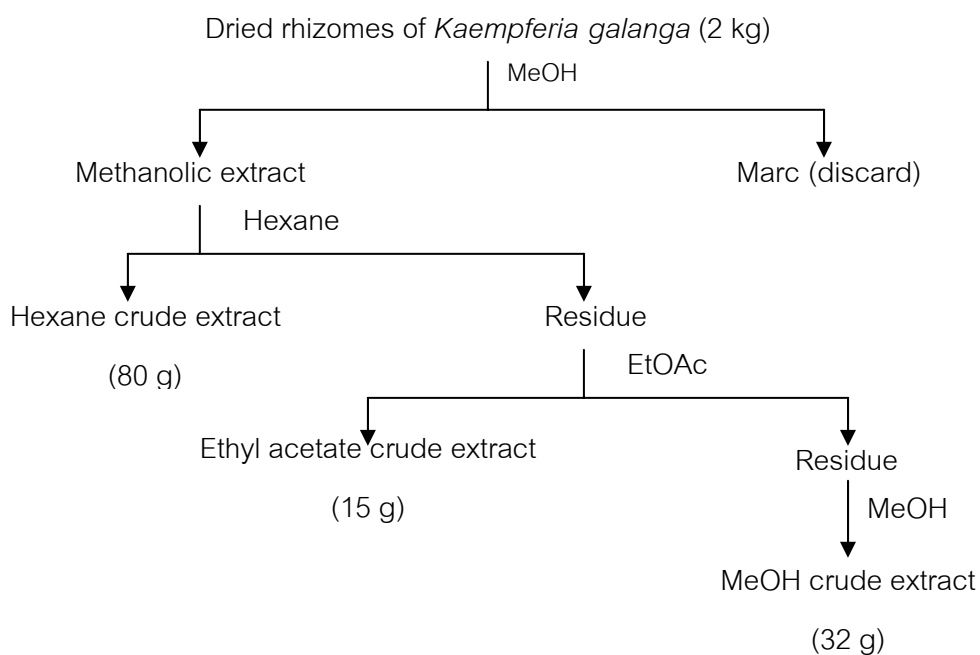 Dried rhizomes of Kaempferia galanga (2 kg)
MeOH
Methanolic extract
Marc (discard)
Hexane
Hexane crude extract
(80 g)
Residue
EtOAc
Ethyl acetate crude extract
(15 g)
Residue
MeOH
MeOH crude extract
(32 g)